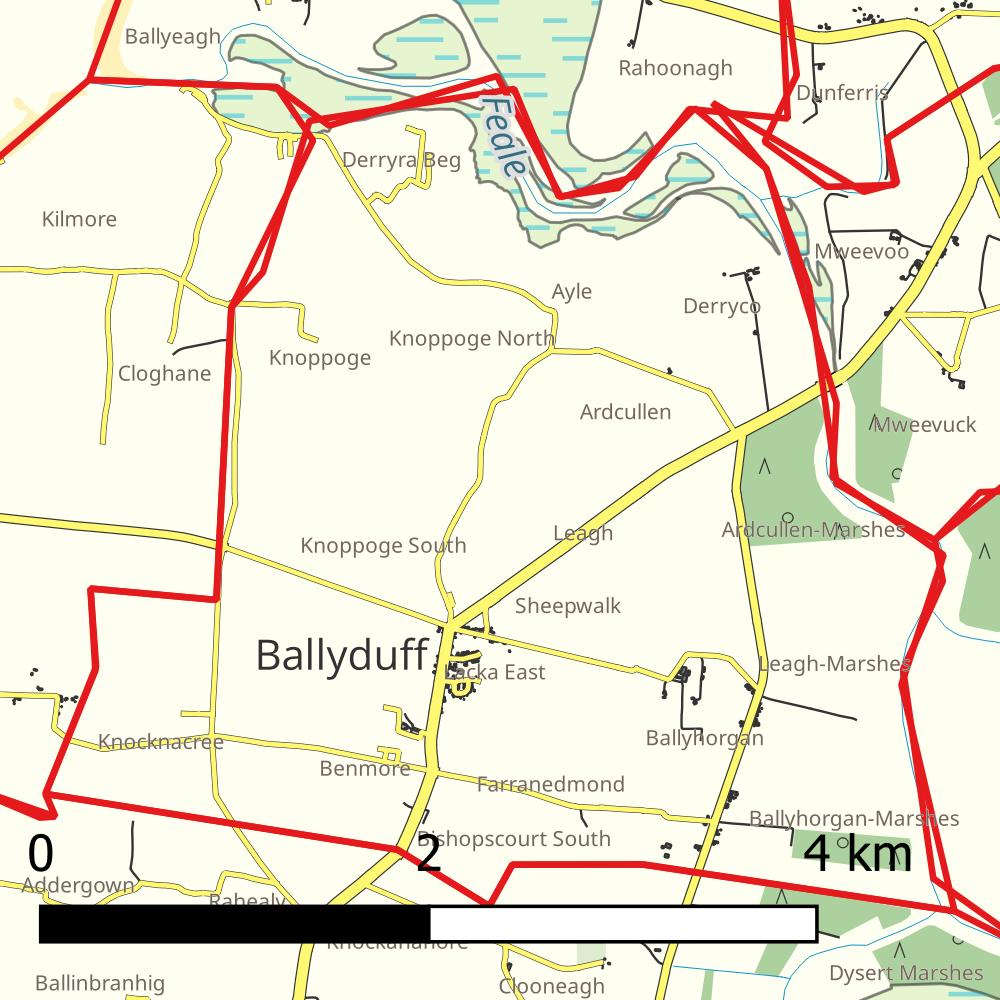 Ballyeagh
Rahoonagh
Dunferris
Feale
Derryra Beg
Kilmore
Mweevoo
Ayle
Derryco
Knoppoge North
Knoppoge
Cloghane
Ardcullen
Mweevuck
Ardcullen-Marshes
Leagh
Knoppoge South
Sheepwalk
Ballyduff
Lacka East
Leagh-Marshes
Knocknacree
Ballyhorgan
Benmore
Farranedmond
Ballyhorgan-Marshes
Bishopscourt South
0 2 4 km
Addergown
Rahealy
Knockananore
Dysert Marshes
Ballinbranhig
Clooneagh